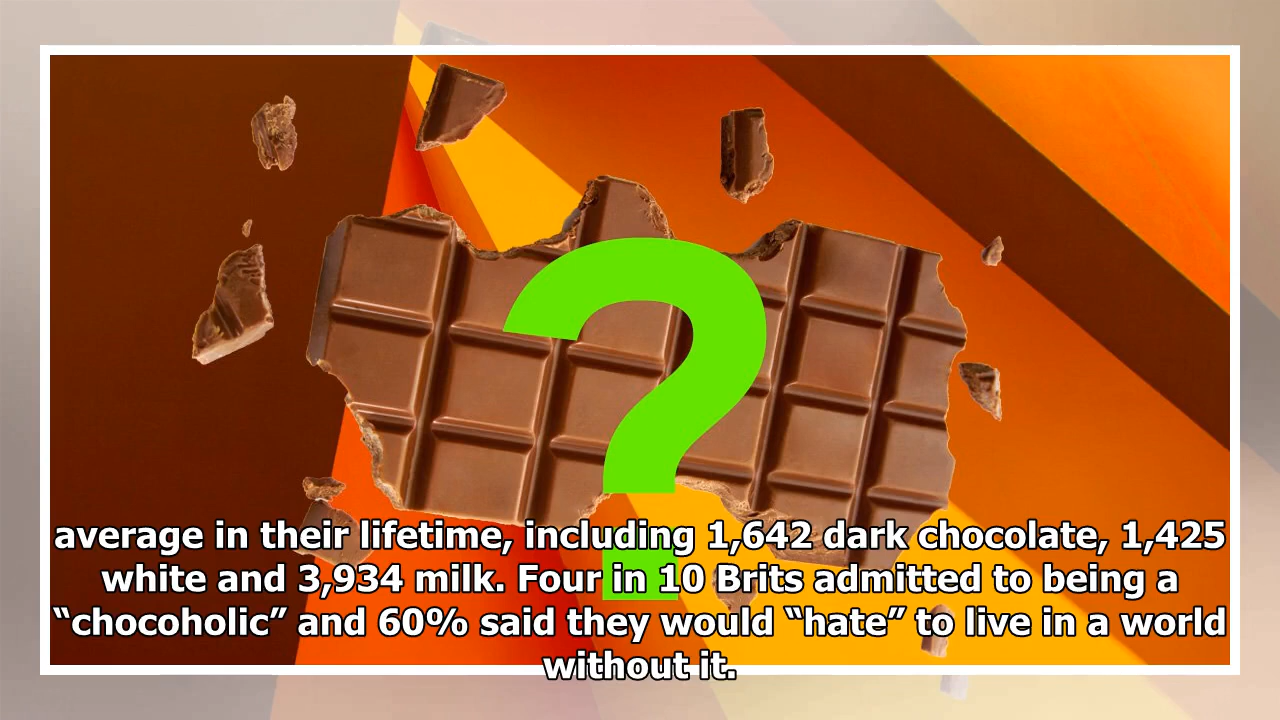 average in their lifetime, including 1,642 dark chocolate, 1,425
white and 3,934 milk. Four in 10 Brits admitted to being a
“chocoholic” and 60% said they would “hate” to live in a world
without it.
?